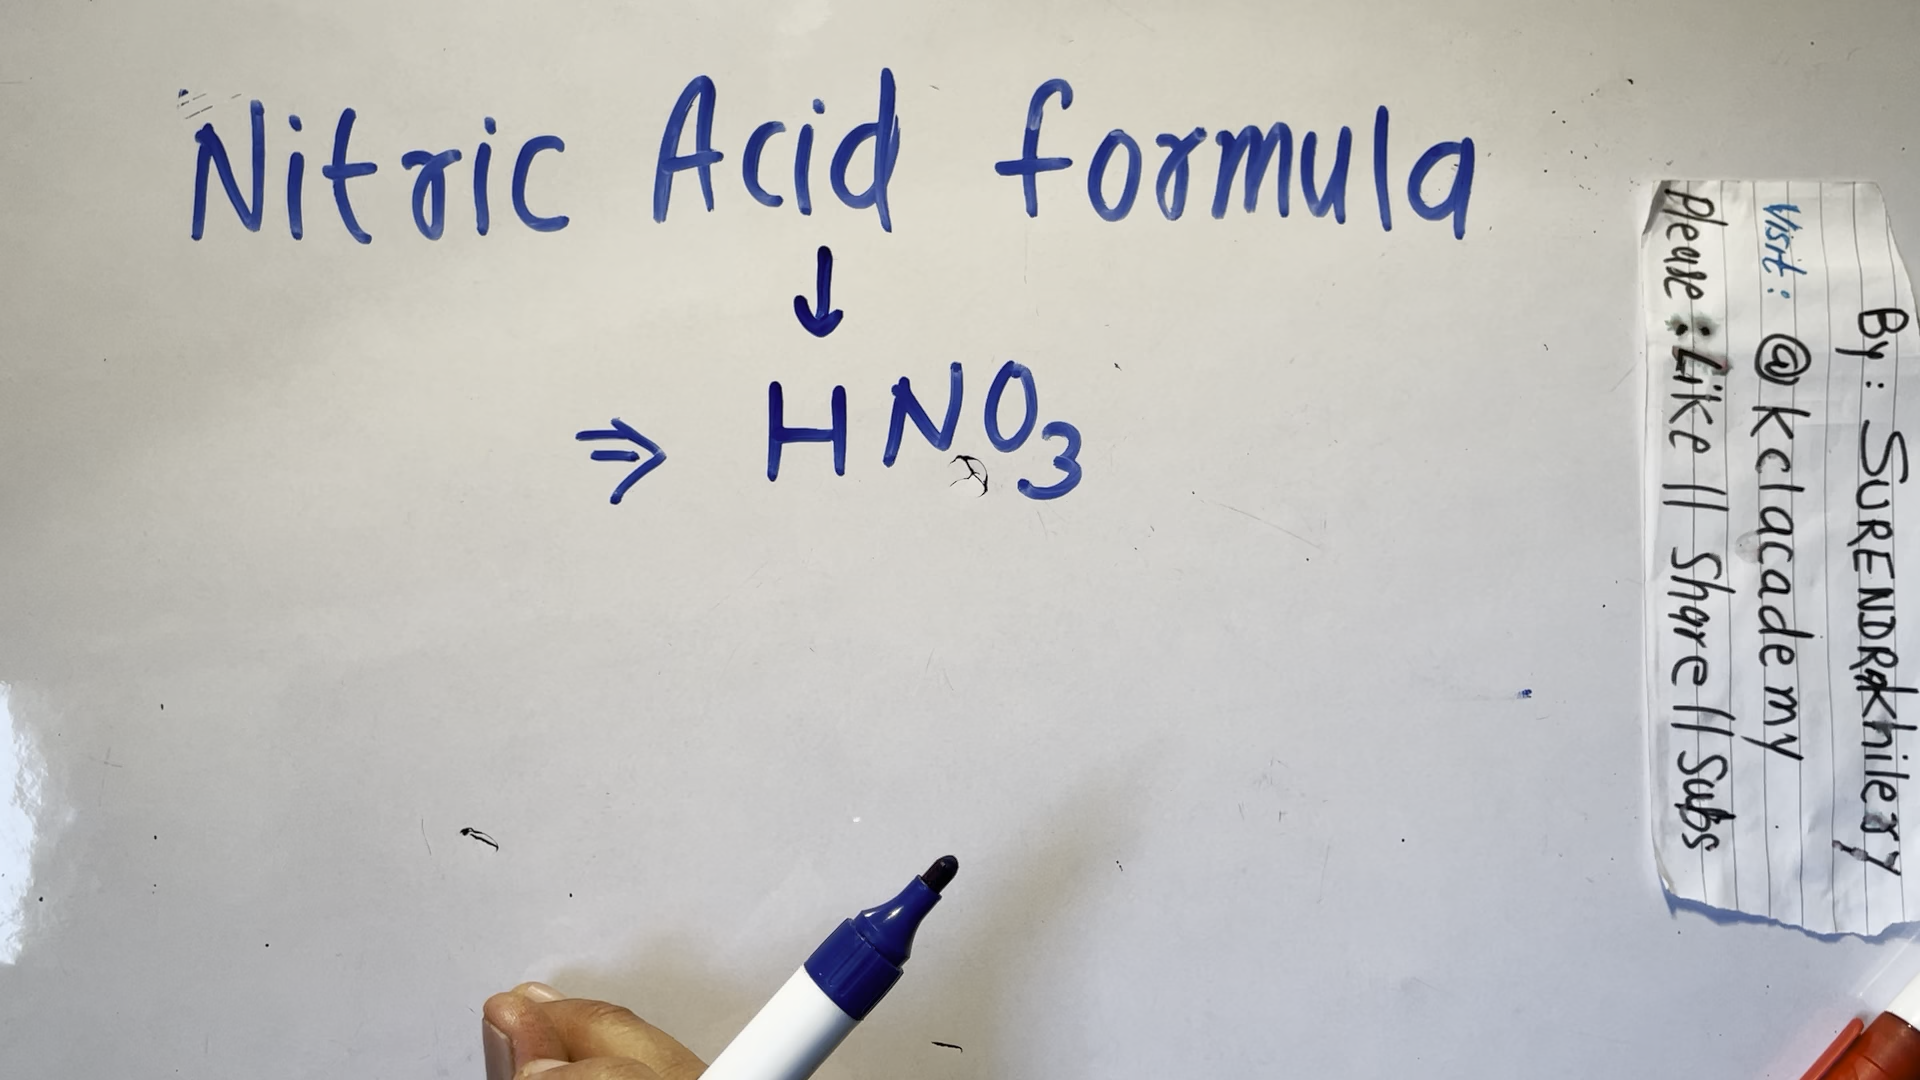 Nitric Acid formula
↓
⇒ HNO₃
By: SURENDRA Khilery
Visit: @kclacademy
please: Like || Share || Subs